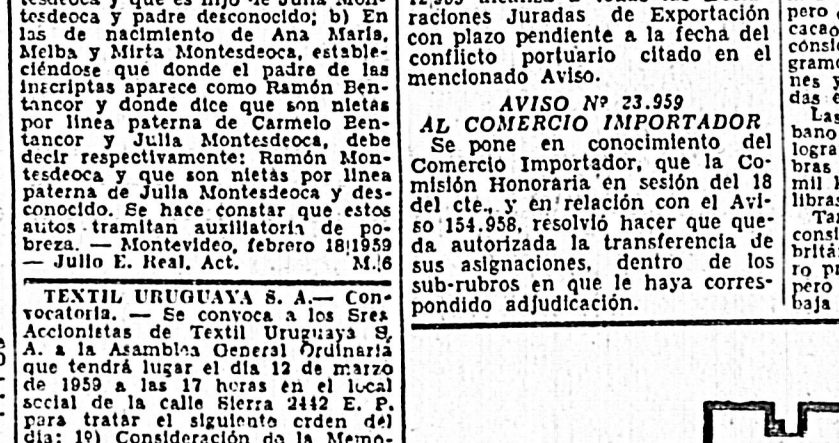 tesdeoca y que es hijo de Julia Mon-
tesdeoca y padre desconocido; b) En
las de nacimiento de Ana María,
Melba y Mirta Montesdeoca, estable-
ciéndose que donde el padre de las
inscriptas aparece como Ramón Ben-
tancor y donde dice que son nietas
por línea paterna de Carmelo Ben-
tancor y Julia Montesdeoca, debe
decir respectivamente: Ramón Mon-
tesdeoca y que son nietas por línea
paterna de Julia Montesdeoca y des-
conocido. Se hace constar que estos
autos tramitan auxiliatoria de po-
breza. — Montevideo, febrero 18|1959
— Julio E. Real, Act. M.|6
TEXTIL URUGUAYA S. A.— Con-
vocatoria. — Se convoca a los Sres
Accionistas de Textil Uruguaya S.
A. a la Asamblea General Ordinaria
que tendrá lugar el día 12 de marzo
de 1959 a las 17 horas en el local
social de la calle Sierra 2442 E. P.
para tratar el siguiente orden del
día: 1º) Consideración de la Memo-
raciones Juradas de Exportación
con plazo pendiente a la fecha del
conflicto portuario citado en el
mencionado Aviso.
AVISO Nº 23.959
AL COMERCIO IMPORTADOR
Se pone en conocimiento del
Comercio Importador, que la Co-
misión Honoraria en sesión del 18
del cte., y en relación con el Avi-
so 154.958, resolvió hacer que que-
da autorizada la transferencia de
sus asignaciones, dentro de los
sub-rubros en que le haya corres-
pondido adjudicación.
pero
cacao
consi
gramo
nes y
das e
Las
bano
logra
bras
mil
libras
Tar
consi
britá
ro p
pero
baja